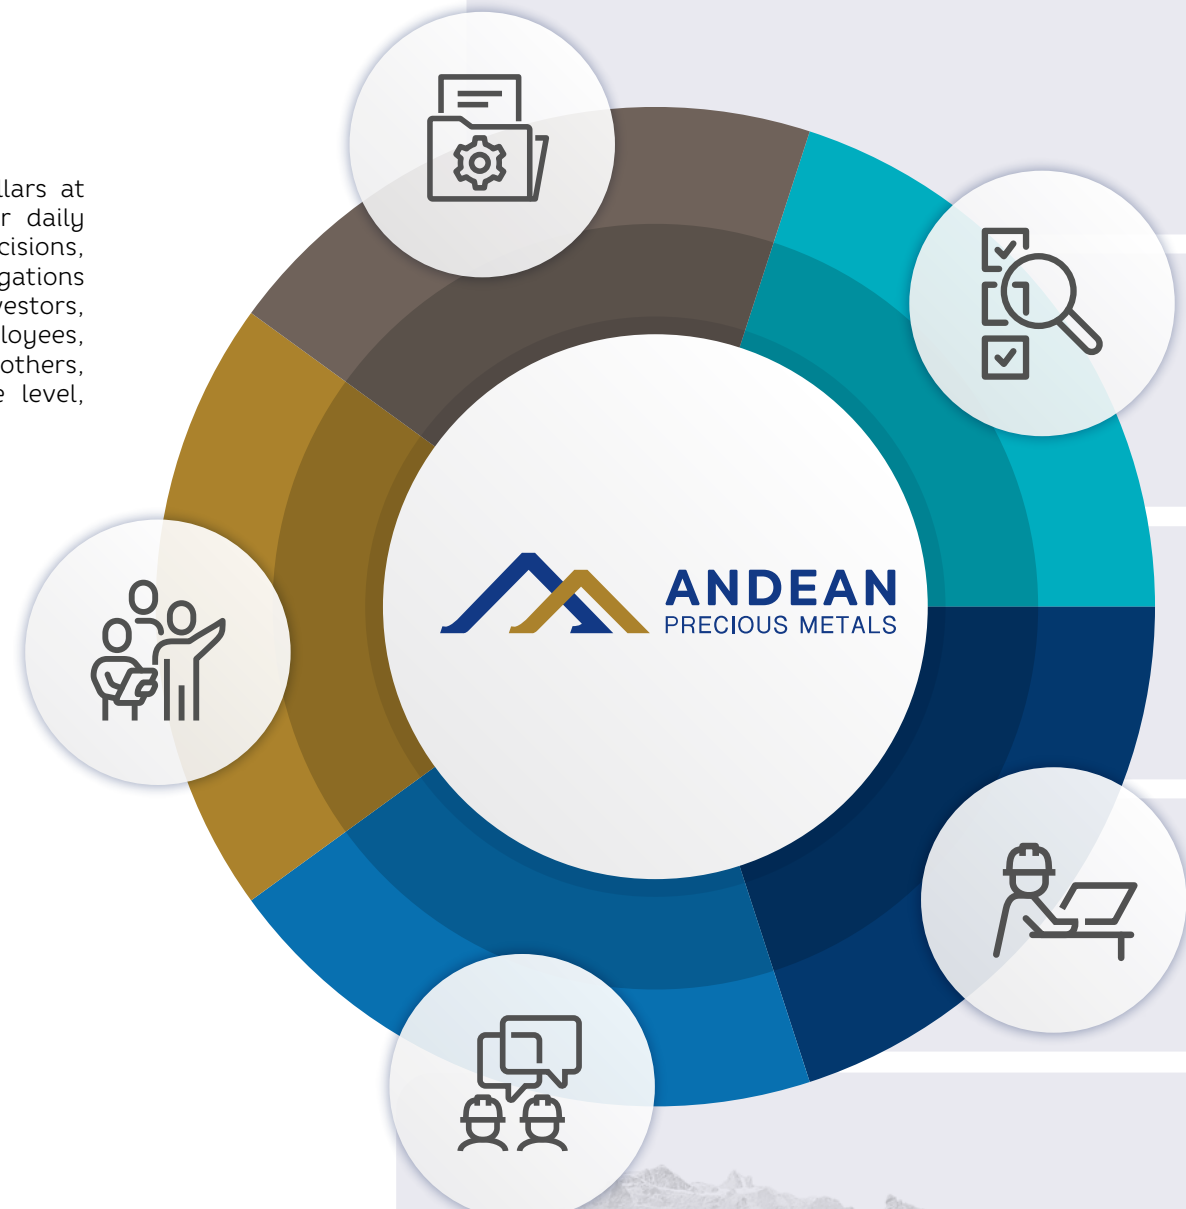 llars at
r daily
cisions,
gations
vestors,
loyees,
others,
e level,
ANDEAN
PRECIOUS METALS